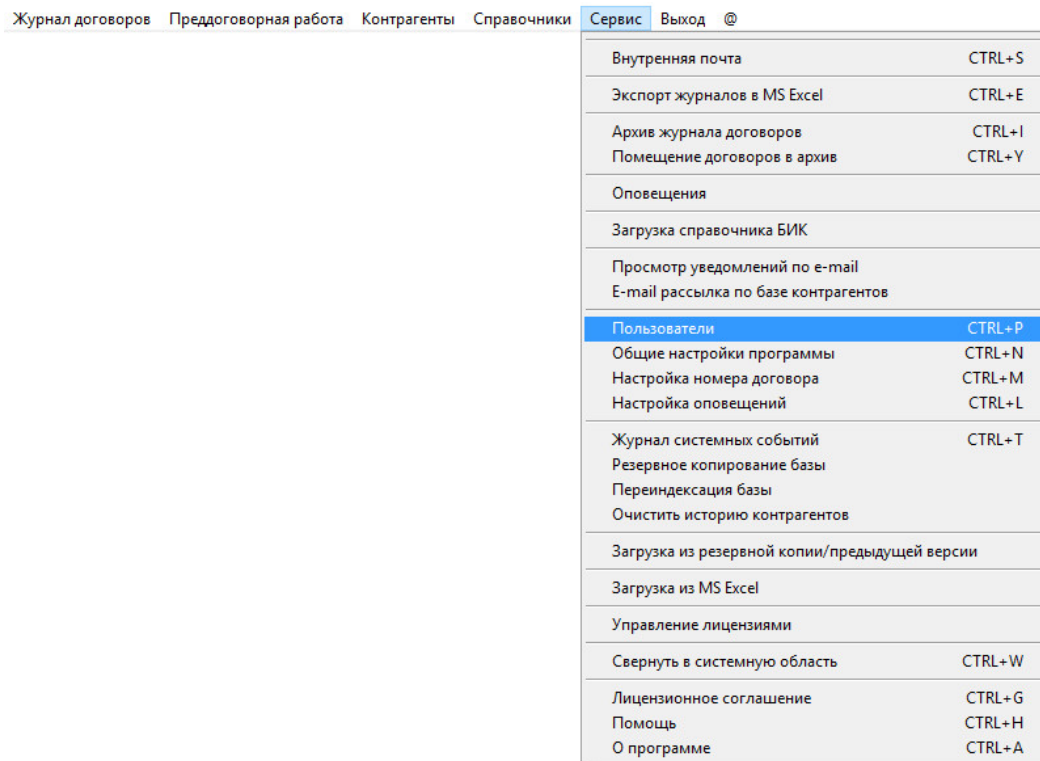 Журнал договоров Преддоговорная работа Контрагенты Справочники Сервис Выход @
Внутренняя почта CTRL+S
Экспорт журналов в MS Excel CTRL+E
Архив журнала договоров CTRL+I
Помещение договоров в архив CTRL+Y
Оповещения
Загрузка справочника БИК
Просмотр уведомлений по e-mail
E-mail рассылка по базе контрагентов
Пользователи CTRL+P
Общие настройки программы CTRL+N
Настройка номера договора CTRL+M
Настройка оповещений CTRL+L
Журнал системных событий CTRL+T
Резервное копирование базы
Переиндексация базы
Очистить историю контрагентов
Загрузка из резервной копии/предыдущей версии
Загрузка из MS Excel
Управление лицензиями
Свернуть в системную область CTRL+W
Лицензионное соглашение CTRL+G
Помощь CTRL+H
О программе CTRL+A